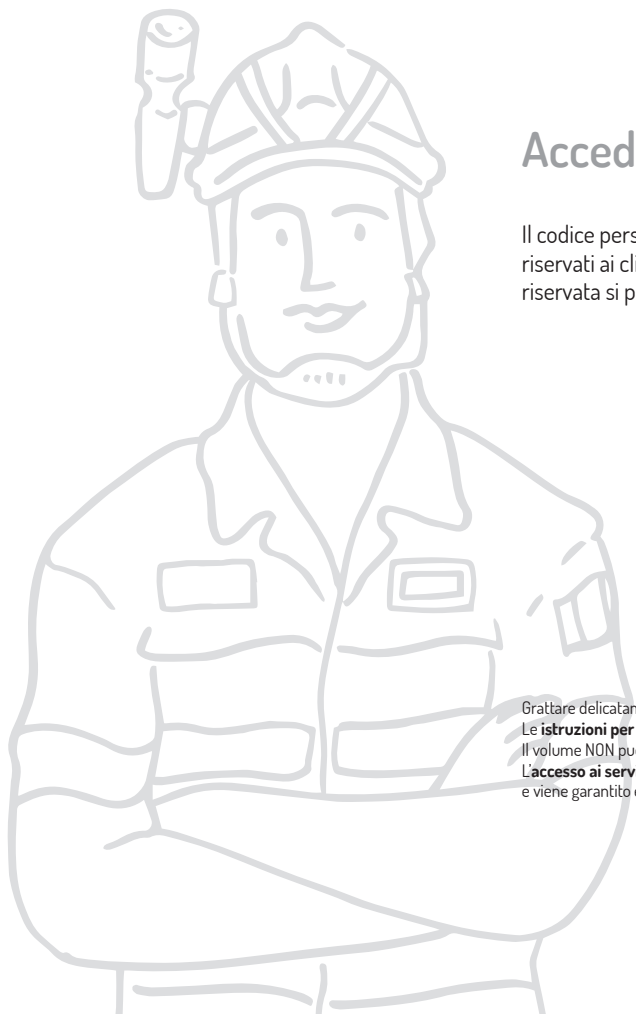 Acced
Il codice pers
riservati ai cli
riservata si p
Grattare delicatam
Le istruzioni per
Il volume NON pu
L'accesso ai serv
e viene garantito